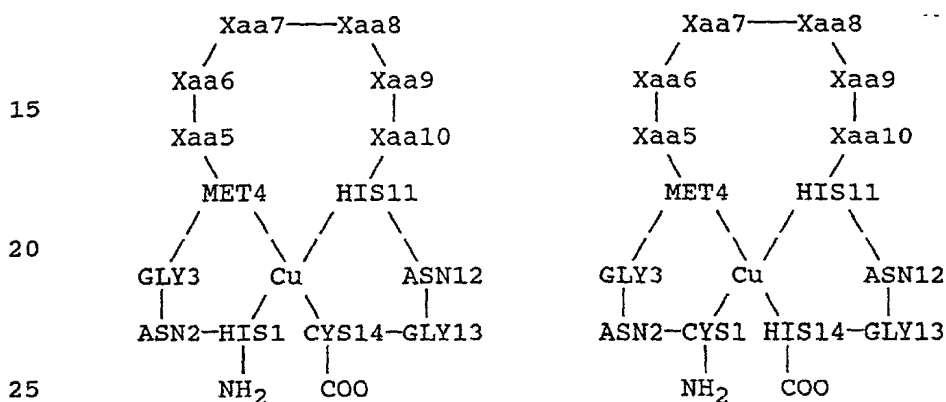 Xaa7 Xaa8 Xaa7 Xaa8
Xaa6 Xaa9 Xaa6 Xaa9
15
Xaa5 Xaa10 Xaa5 Xaa10
MET4 HIS11 MET4 HIS11
20
GLY3 Cu ASN12 GLY3 Cu ASN12
ASN2-HIS1 CYS14-GLY13 ASN2-CYS1 HIS14-GLY13
25 NH₂ COO NH₂ COO